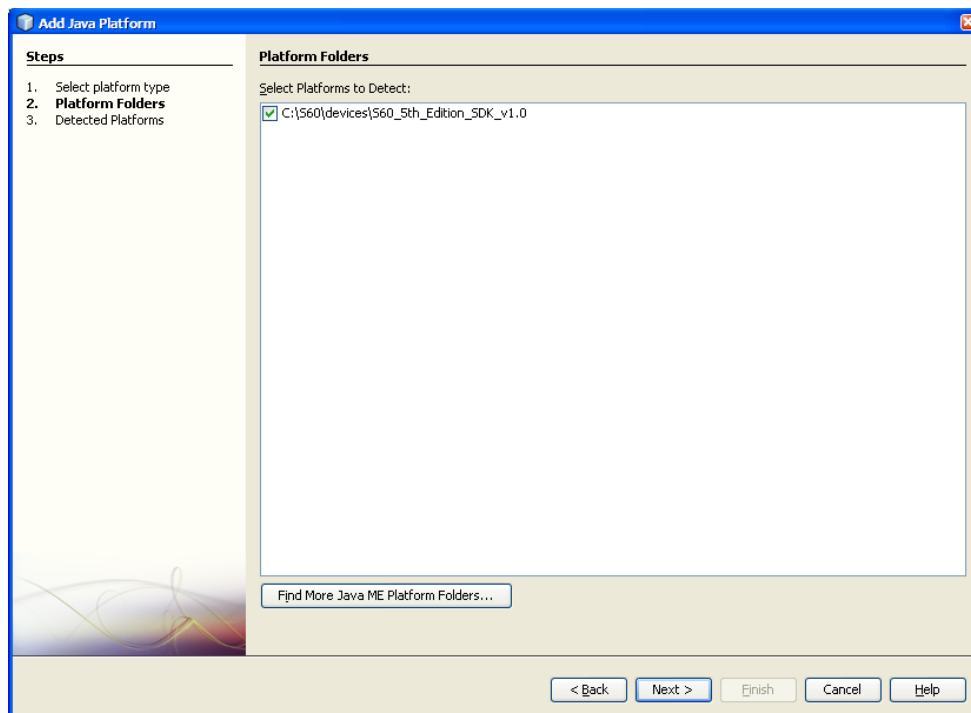 Add Java Platform
Steps
1. Select platform type
2. Platform Folders
3. Detected Platforms
Platform Folders
Select Platforms to Detect:
C:\S60\devices\S60_5th_Edition_SDK_v1.0
Find More Java ME Platform Folders...
< Back Next > Finish Cancel Help